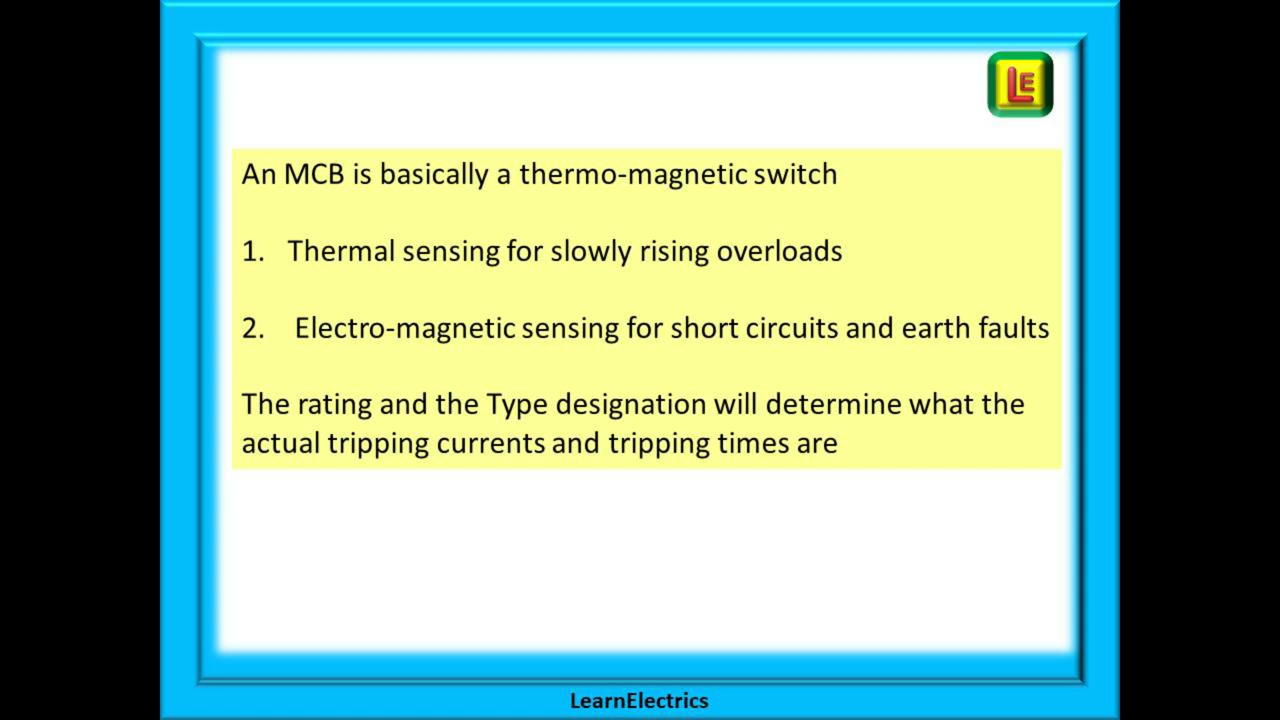 LE
An MCB is basically a thermo-magnetic switch
1. Thermal sensing for slowly rising overloads
2. Electro-magnetic sensing for short circuits and earth faults
The rating and the Type designation will determine what the
actual tripping currents and tripping times are
LearnElectrics